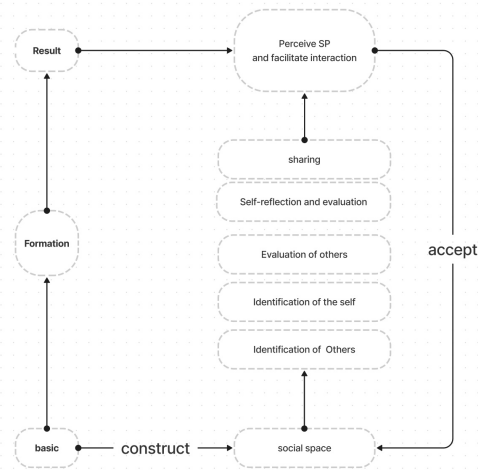 Result
Perceive SP
and facilitate interaction
sharing
Self-reflection and evaluation
Formation
Evaluation of others
accept
Identification of the self
Identification of Others
basic
construct
social space